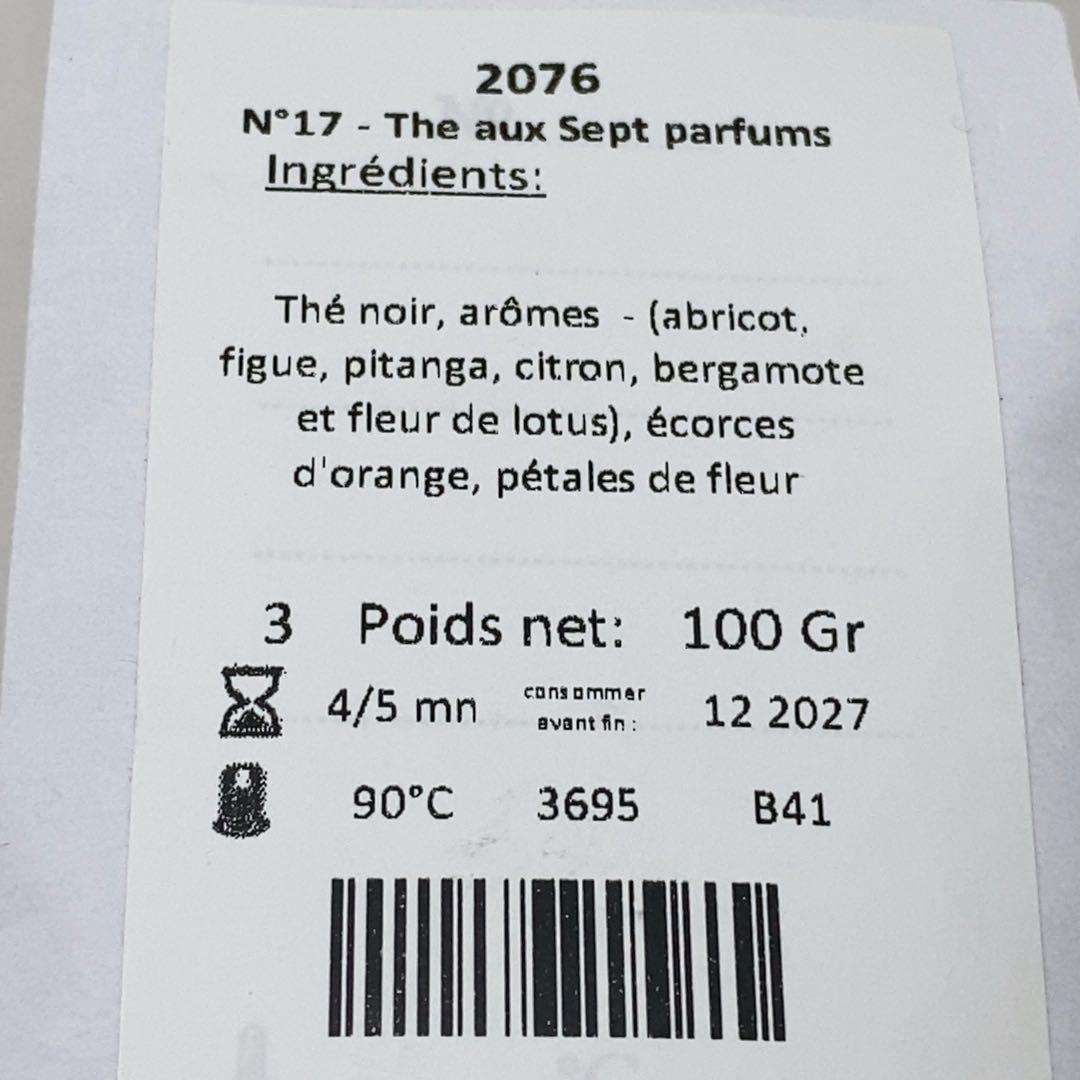 2076
N°17 - The aux Sept parfums
Ingrédients:
Thé noir, arômes - (abricot,
figue, pitanga, citron, bergamote
et fleur de lotus), écorces
d'orange, pétales de fleur
3 Poids net: 100 Gr
4/5 mn consommer avant fin : 12 2027
90°C 3695 B41